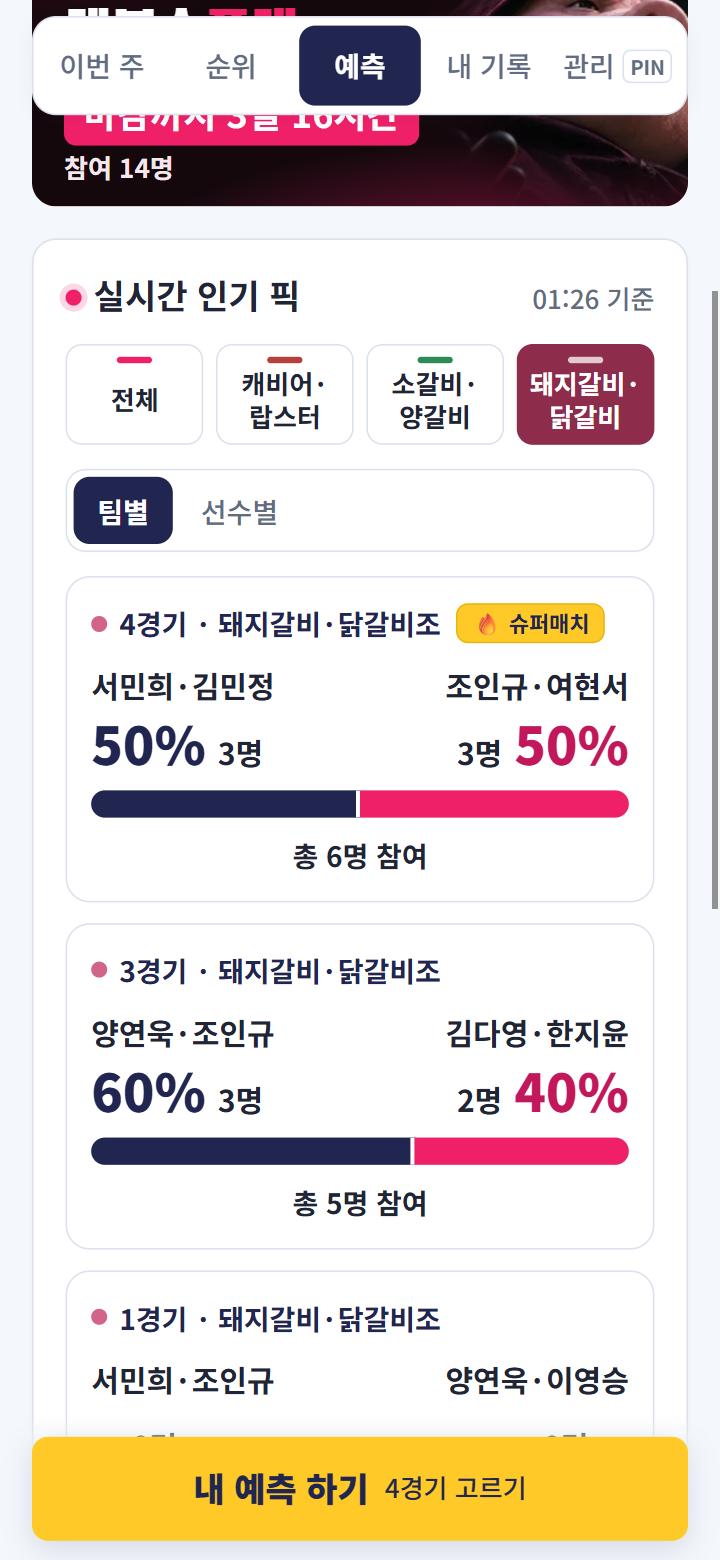 이번 주 순위 예측 내 기록 관리 PIN
참여 14명
실시간 인기 픽 01:26 기준
전체
캐비어·
랍스터
소갈비·
양갈비
돼지갈비·
닭갈비
팀별 선수별
4경기 · 돼지갈비·닭갈비조 🔥 슈퍼매치
서민희·김민정 조인규·여현서
50% 3명 3명 50%
총 6명 참여
3경기 · 돼지갈비·닭갈비조
양연욱·조인규 김다영·한지윤
60% 3명 2명 40%
총 5명 참여
1경기 · 돼지갈비·닭갈비조
서민희·조인규 양연욱·이영승
내 예측 하기 4경기 고르기